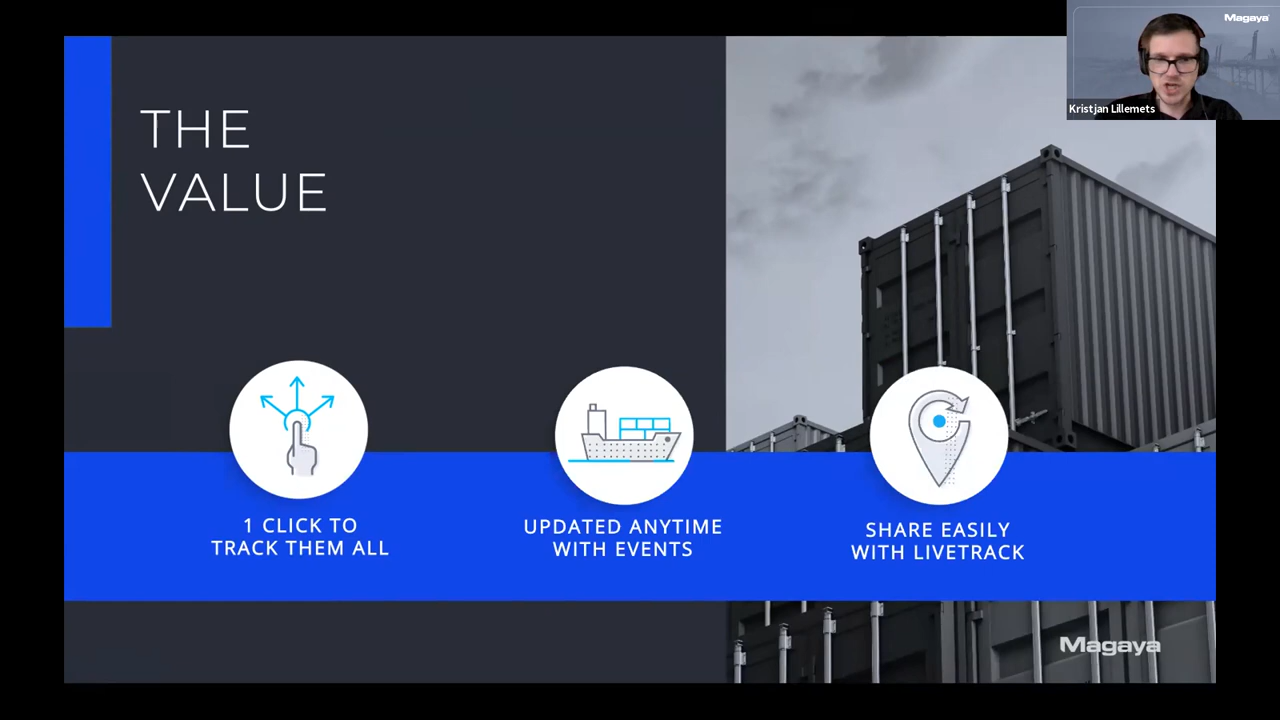 Magaya
Kristjan Lillemets
THE
VALUE
1 CLICK TO
TRACK THEM ALL
UPDATED ANYTIME
WITH EVENTS
SHARE EASILY
WITH LIVETRACK
Magaya